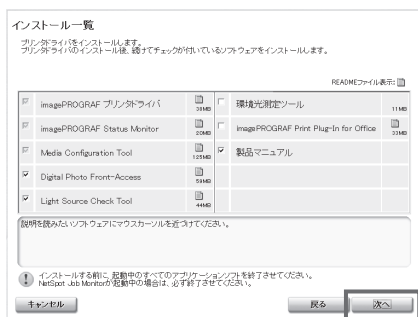 インストール一覧
プリンタドライバをインストールします。
プリンタドライバのインストール後、続けてチェックが付いているソフトウェアをインストールします。
READMEファイル表示:
imagePROGRAF プリンタドライバ 39MB
環境光測定ツール 11MB
imagePROGRAF Status Monitor 20MB
imagePROGRAF Print Plug-In for Office 33MB
Media Configuration Tool 125MB
製品マニュアル
Digital Photo Front-Access 59MB
Light Source Check Tool 44MB
説明を読みたいソフトウェアにマウスカーソルを近づけてください。
インストールする前に、起動中のすべてのアプリケーションソフトを終了させてください。
NetSpot Job Monitorが起動中の場合は、必ず終了させてください。
キャンセル
戻る
次へ